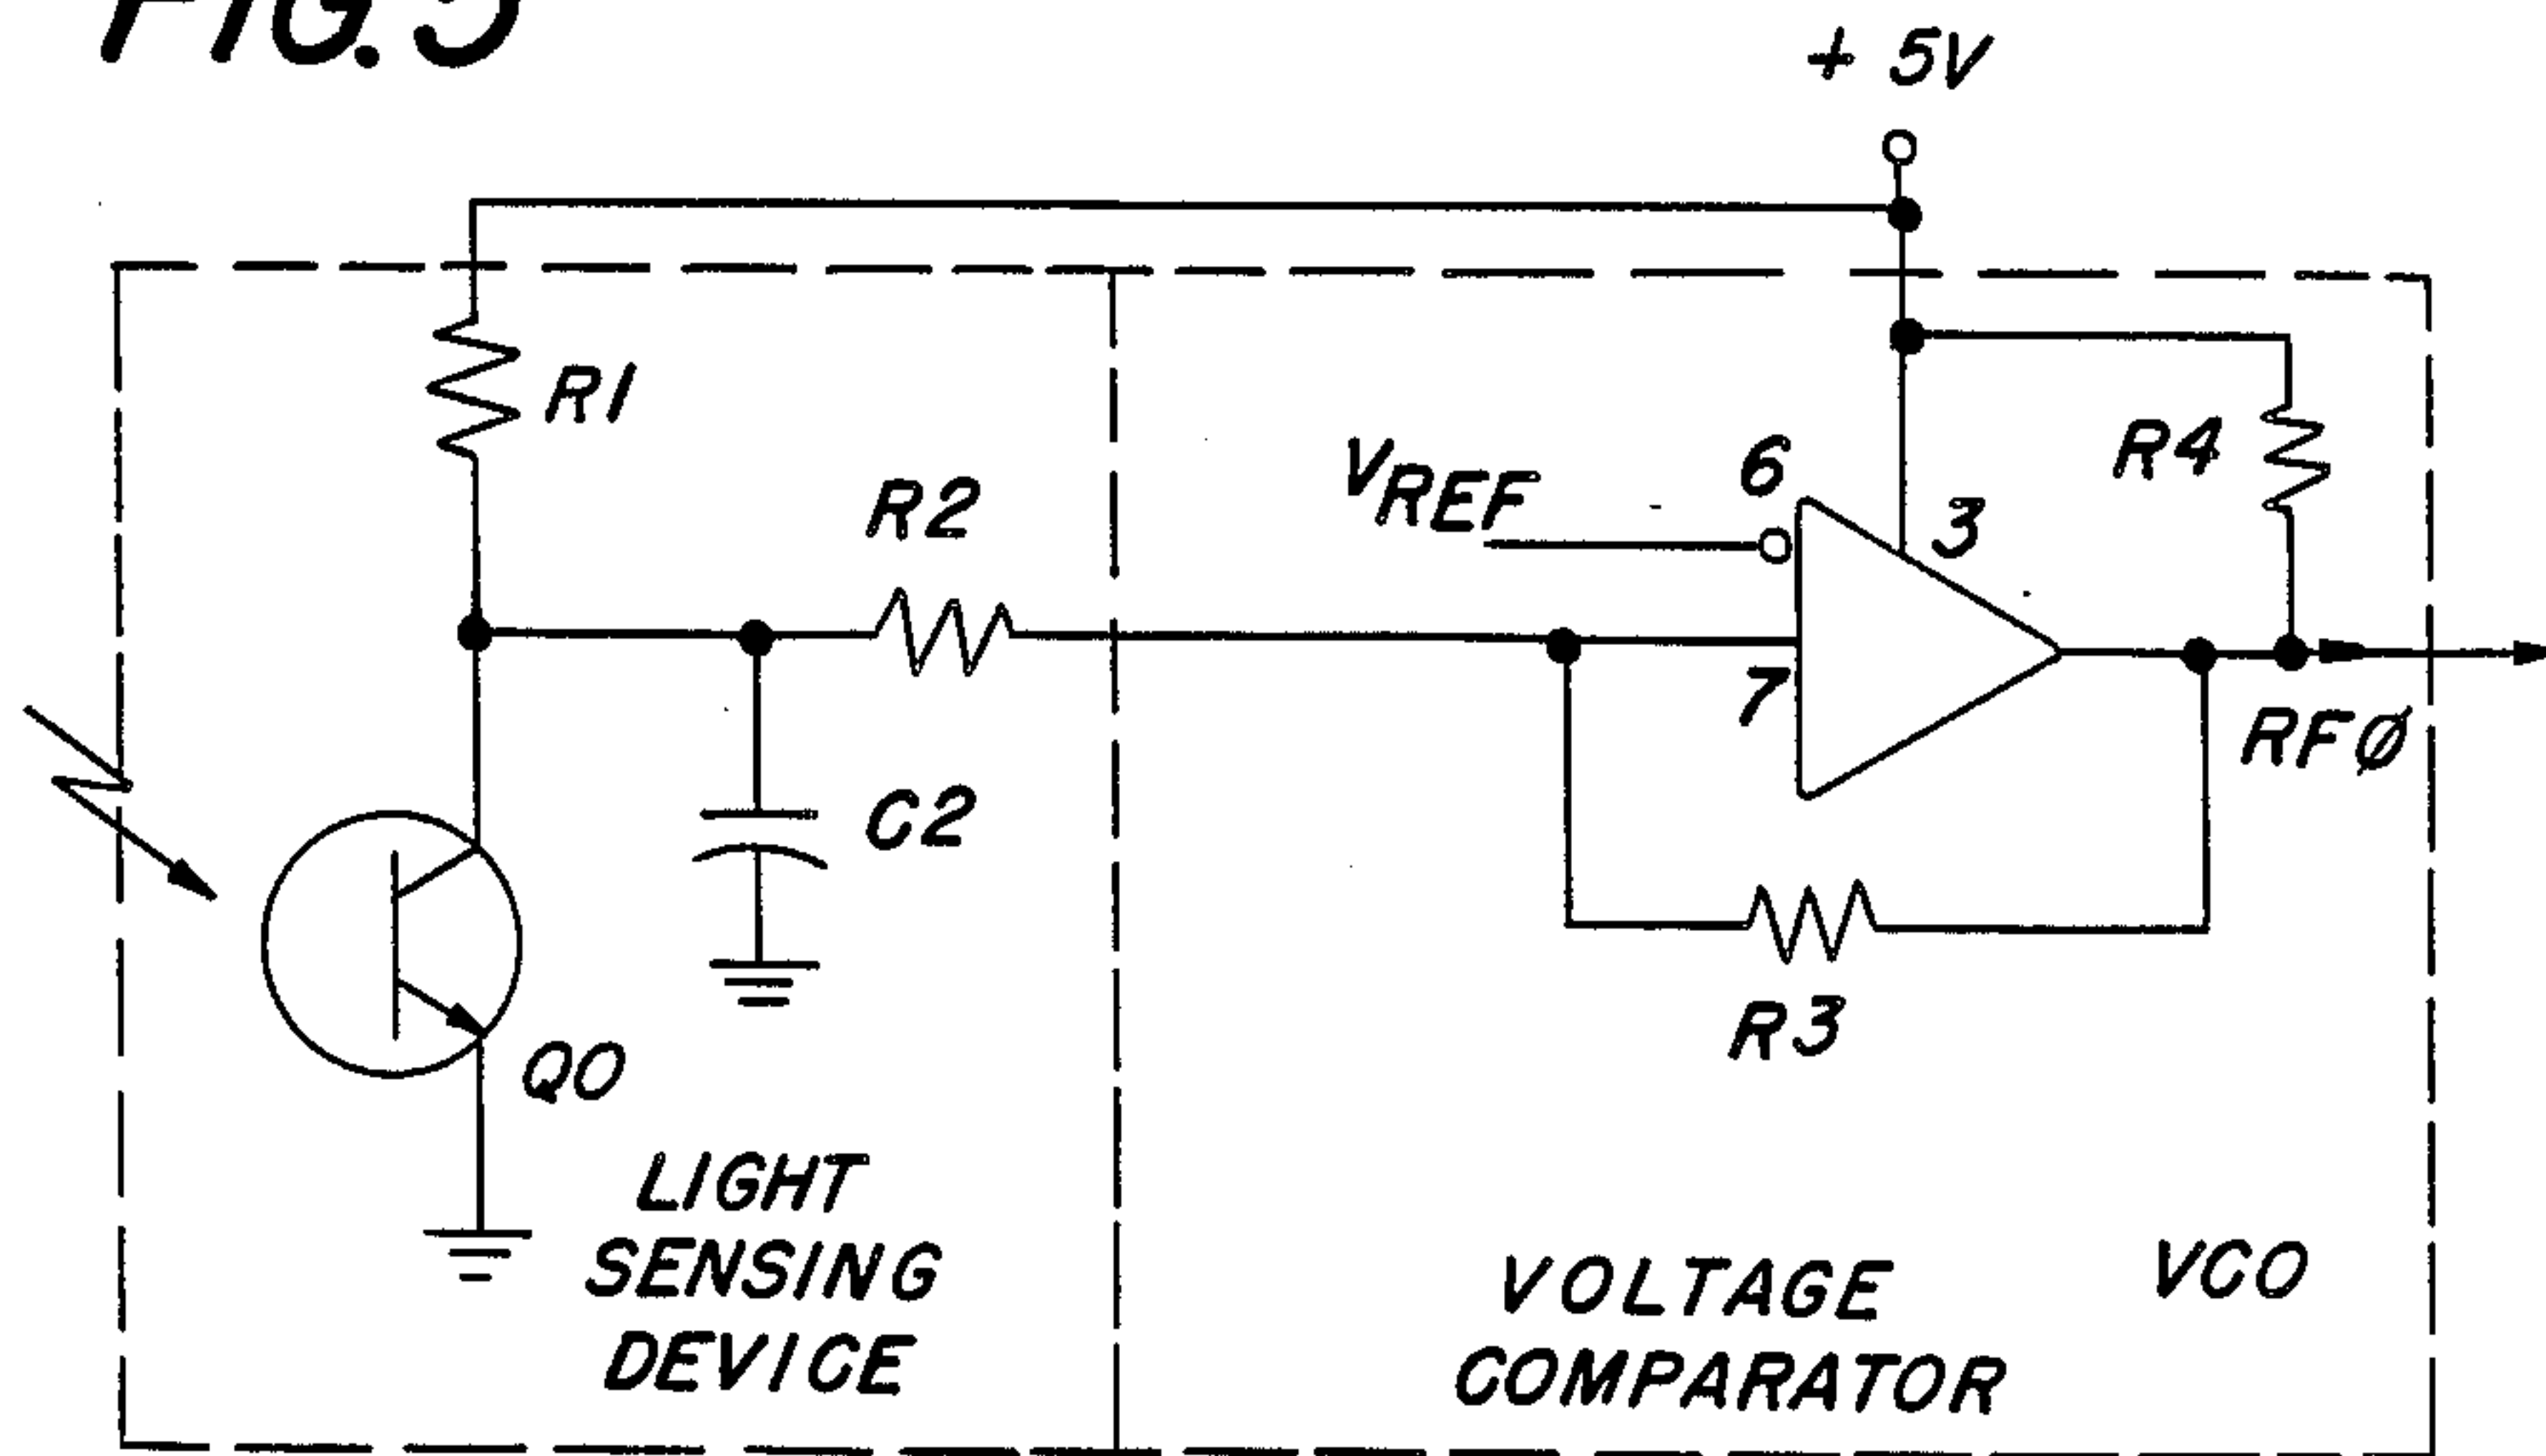 FIG. 5
+ 5V
R1
R2
VREF
6
3
R4
7
C2
RFØ
R3
Q0
LIGHT
SENSING
DEVICE
VOLTAGE
COMPARATOR
VCO